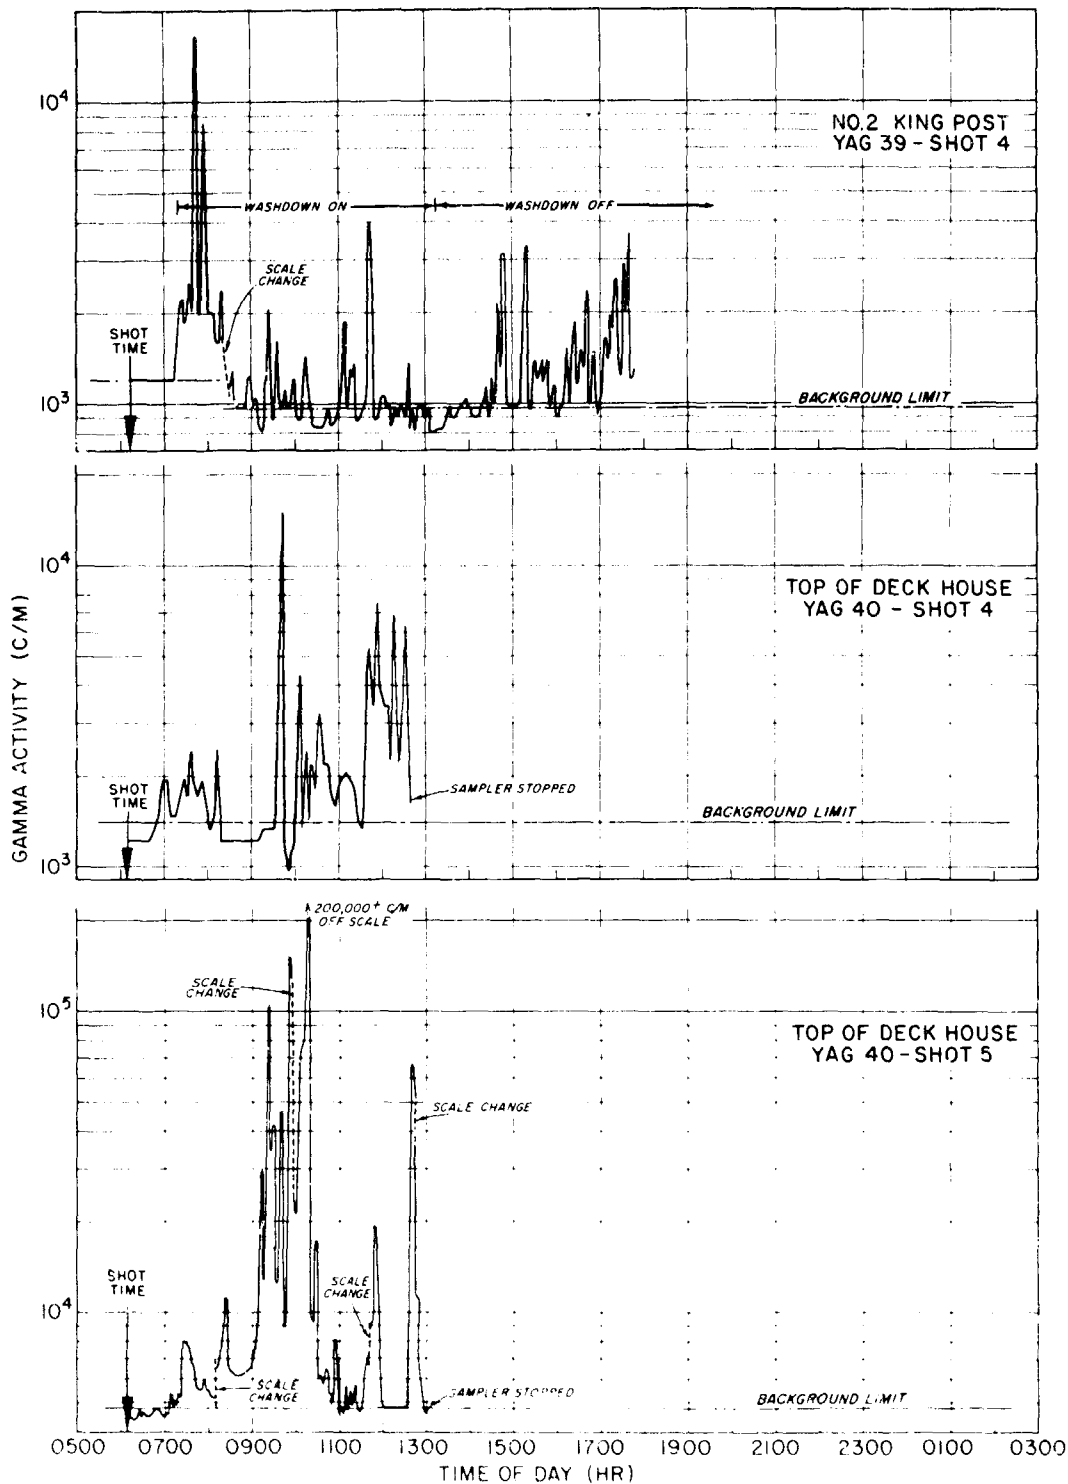 10⁴
NO.2 KING POST
YAG 39 - SHOT 4
WASHDOWN ON
WASHDOWN OFF
SCALE
CHANGE
SHOT
TIME
10³
BACKGROUND LIMIT
10⁴
TOP OF DECK HOUSE
YAG 40 - SHOT 4
GAMMA ACTIVITY (C/M)
SHOT
TIME
SAMPLER STOPPED
BACKGROUND LIMIT
10³
200,000+ C/M
OFF SCALE
SCALE
CHANGE
10⁵
TOP OF DECK HOUSE
YAG 40 - SHOT 5
SCALE CHANGE
SHOT
TIME
SCALE
CHANGE
10⁴
SCALE
CHANGE
SAMPLER STOPPED
BACKGROUND LIMIT
0500 0700 0900 1100 1300 1500 1700 1900 2100 2300 0100 0300
TIME OF DAY (HR)